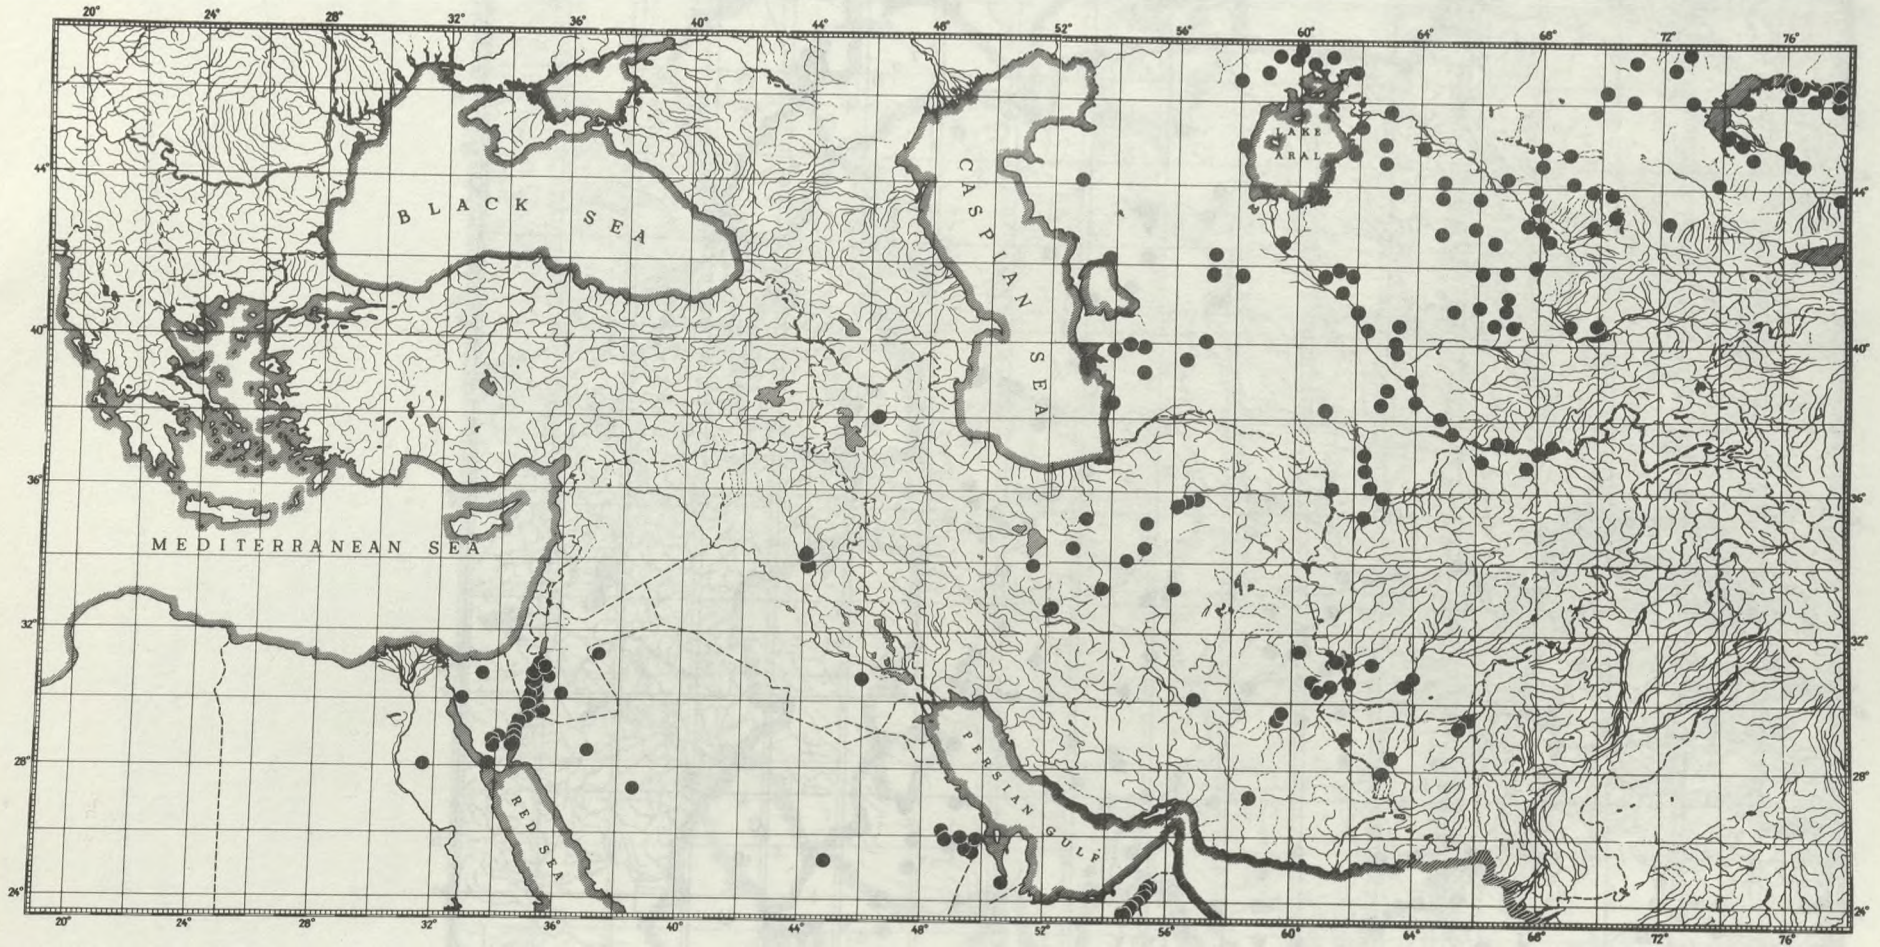 20° 24° 28° 32° 36° 40° 44° 48° 52° 56° 60° 64° 68° 72° 76°
LAKE
ARAL
44° 44°
BLACK SEA
CASPIAN SEA
40° 40°
36° 36°
MEDITERRANEAN SEA
32° 32°
28° 28°
PERSIAN GULF
RED SEA
24° 24°
20° 24° 28° 32° 36° 40° 44° 48° 52° 56° 60° 64° 68° 72° 76°